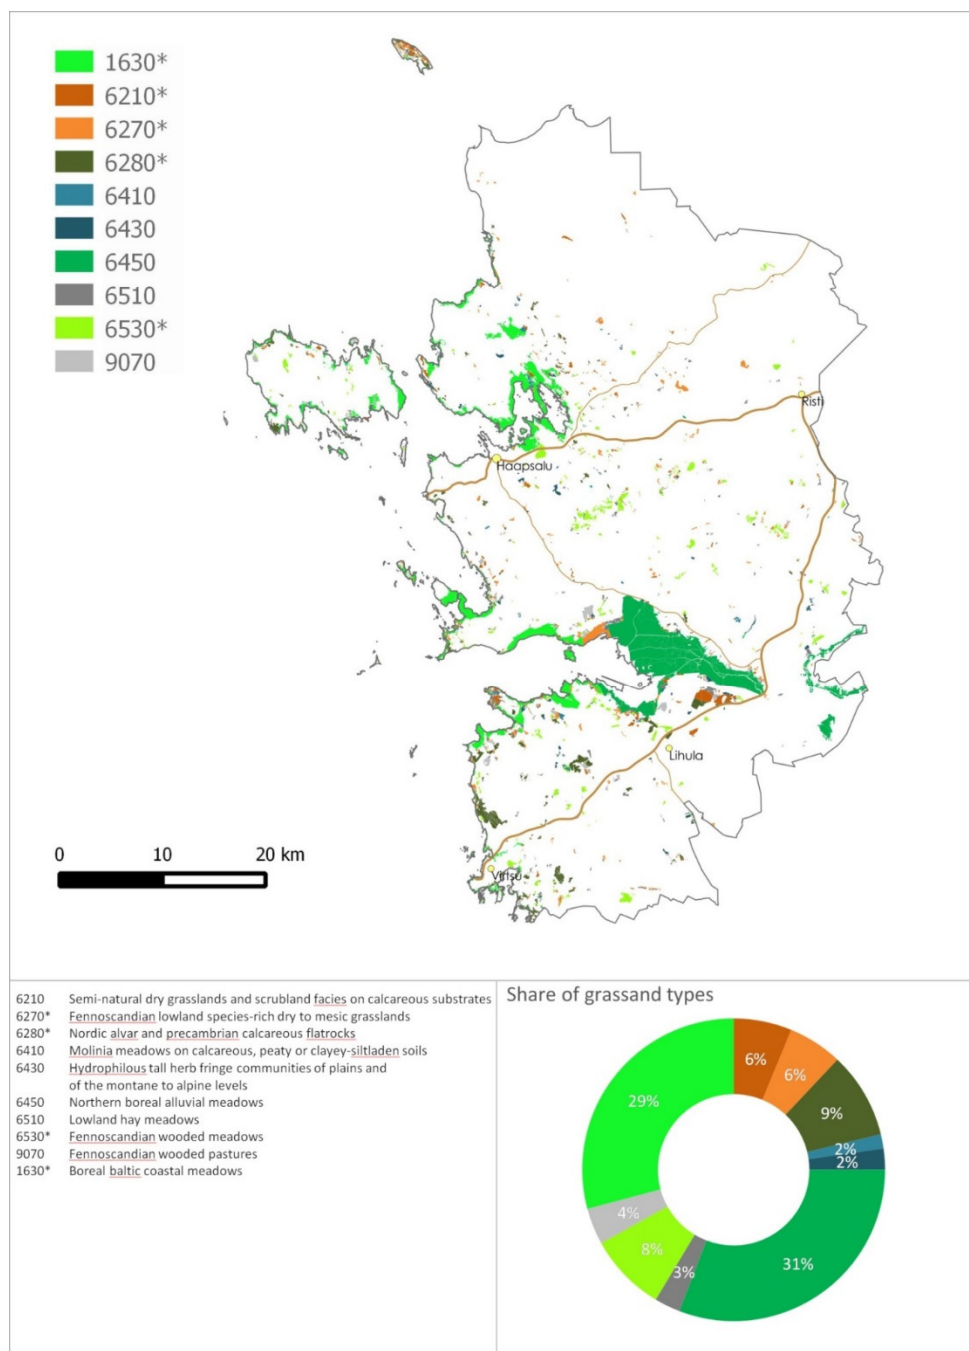 1630*
6210*
6270*
6280*
6410
6430
6450
6510
6530*
9070
Risti
Haapsalu
Lihula
Virtsu
0 10 20 km
6210 Semi-natural dry grasslands and scrubland facies on calcareous substrates
6270* Fennoscandian lowland species-rich dry to mesic grasslands
6280* Nordic alvar and precambrian calcareous flatrocks
6410 Molinia meadows on calcareous, peaty or clayey-siltladen soils
6430 Hydrophilous tall herb fringe communities of plains and
of the montane to alpine levels
6450 Northern boreal alluvial meadows
6510 Lowland hay meadows
6530* Fennoscandian wooded meadows
9070 Fennoscandian wooded pastures
1630* Boreal baltic coastal meadows
Share of grassand types
6%
6%
9%
2%
2%
31%
3%
8%
4%
29%